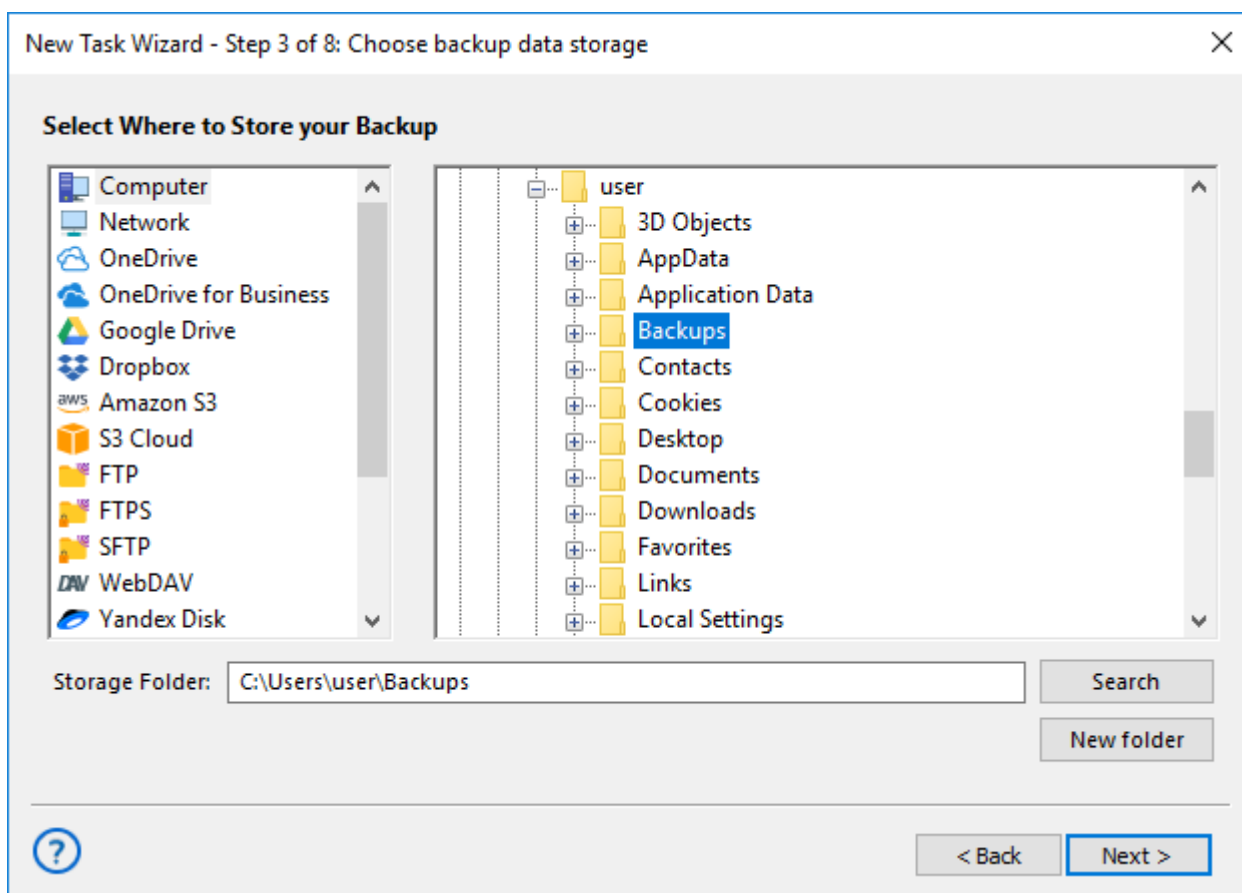 New Task Wizard - Step 3 of 8: Choose backup data storage
Select Where to Store your Backup
Computer
Network
OneDrive
OneDrive for Business
Google Drive
Dropbox
aws Amazon S3
S3 Cloud
FTP
FTPS
SFTP
DAV WebDAV
Yandex Disk
user
3D Objects
AppData
Application Data
Backups
Contacts
Cookies
Desktop
Documents
Downloads
Favorites
Links
Local Settings
Storage Folder: C:\Users\user\Backups Search
New folder
? < Back Next >